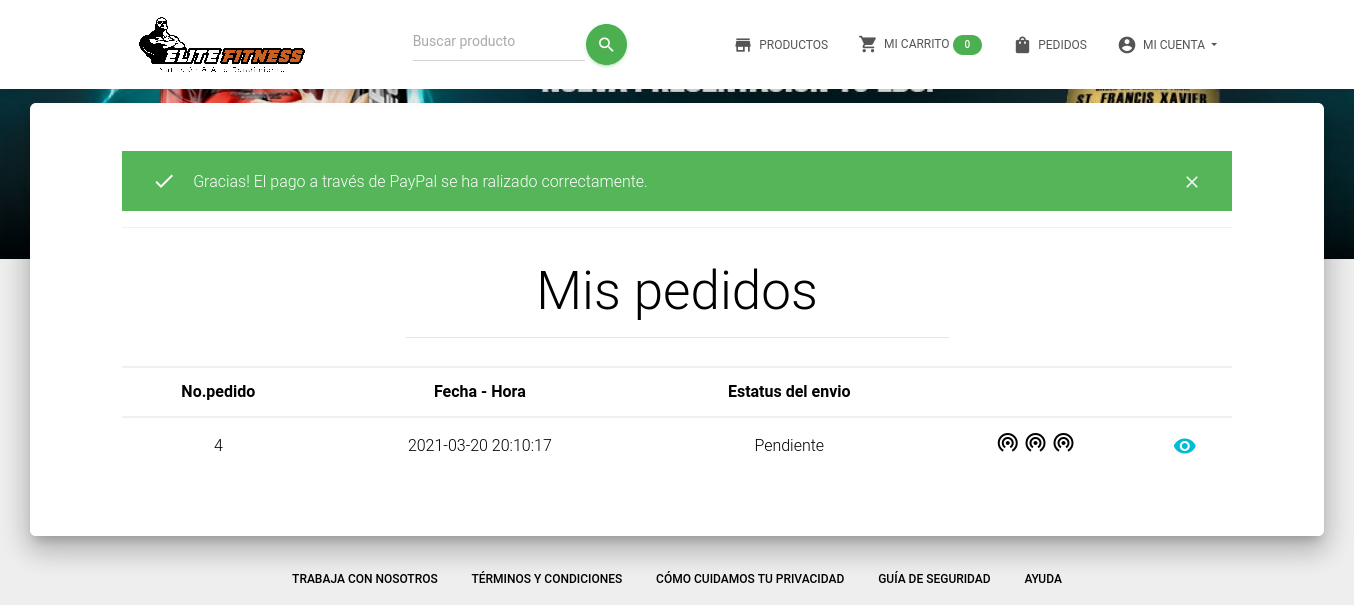 ELITE FITNESS
Buscar producto
PRODUCTOS
MI CARRITO 0
PEDIDOS
MI CUENTA
ST. FRANCIS XAVIER
Gracias! El pago a través de PayPal se ha ralizado correctamente.
Mis pedidos
No.pedido Fecha - Hora Estatus del envio
4 2021-03-20 20:10:17 Pendiente
TRABAJA CON NOSOTROS TÉRMINOS Y CONDICIONES CÓMO CUIDAMOS TU PRIVACIDAD GUÍA DE SEGURIDAD AYUDA